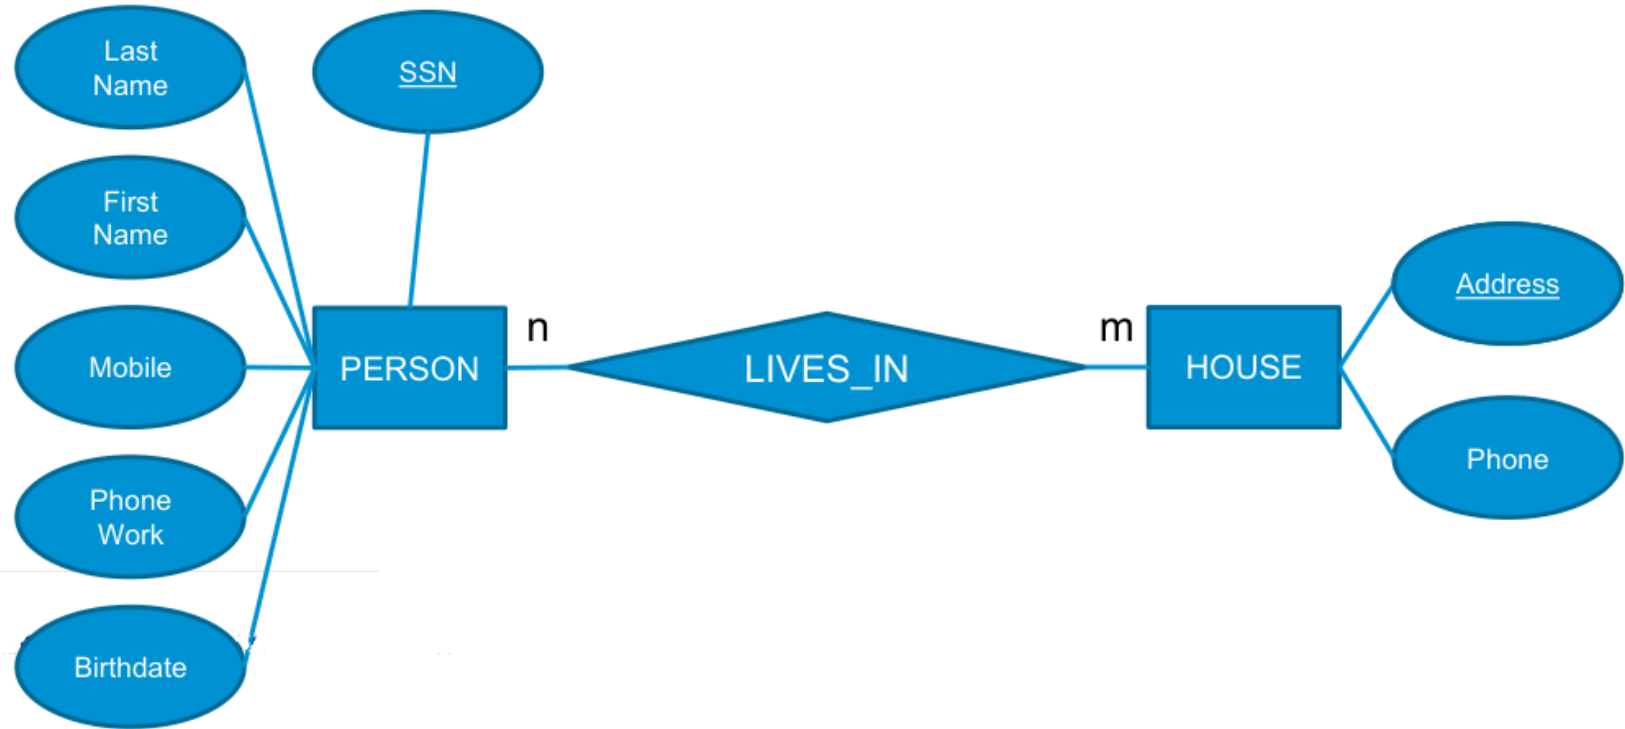 Last
Name
SSN
First
Name
Mobile
Phone
Work
Birthdate
PERSON
n
LIVES_IN
m
HOUSE
Address
Phone